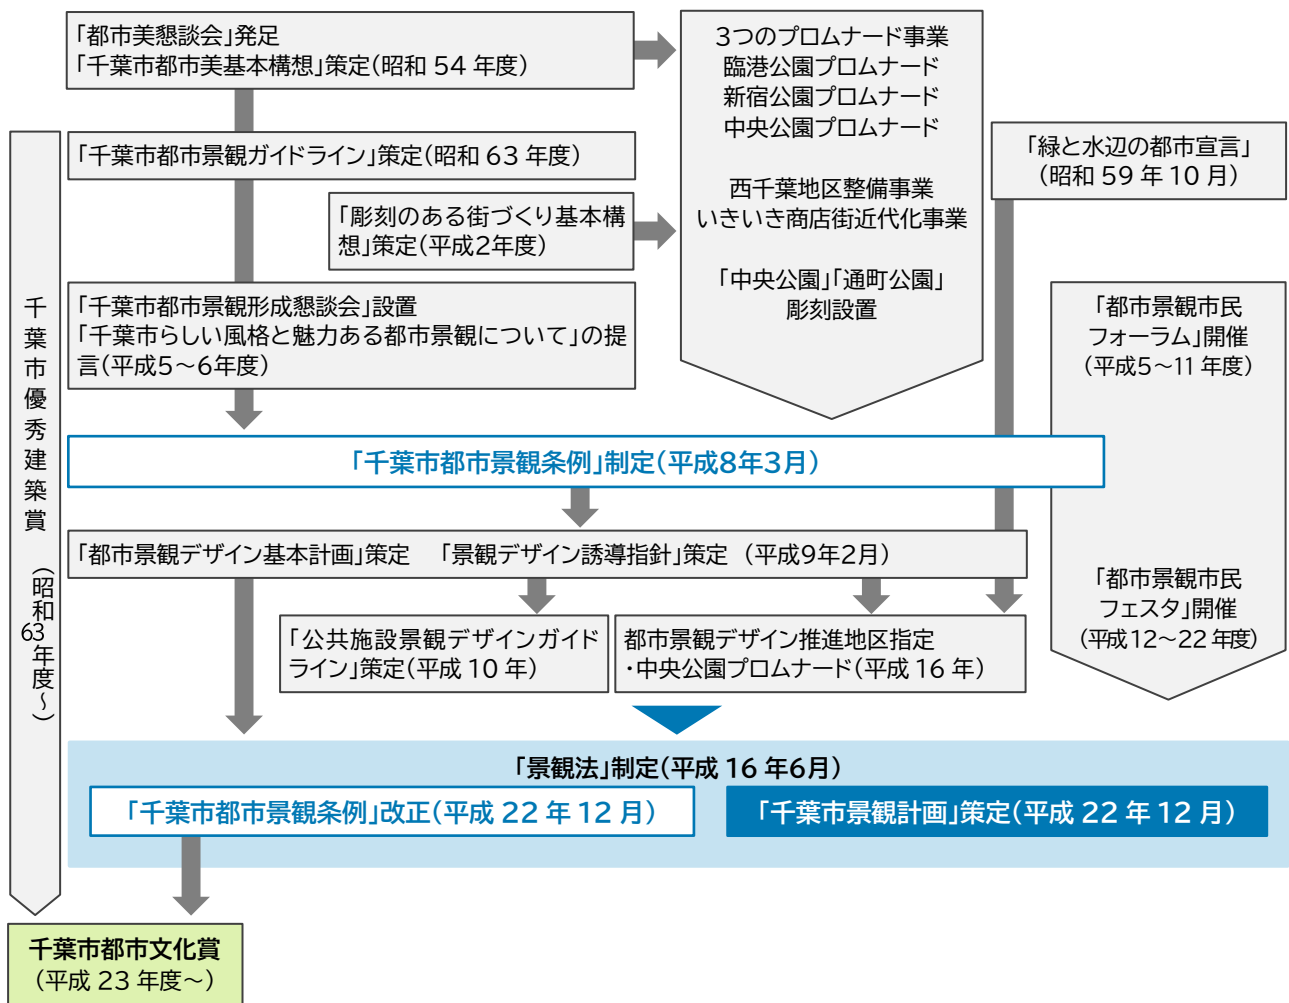 「都市美懇談会」発足
「千葉市都市美基本構想」策定(昭和 54 年度)
3つのプロムナード事業
臨港公園プロムナード
新宿公園プロムナード
中央公園プロムナード
西千葉地区整備事業
いきいき商店街近代化事業
「中央公園」「通町公園」
彫刻設置
「千葉市都市景観ガイドライン」策定(昭和 63 年度)
「緑と水辺の都市宣言」
(昭和 59 年 10 月)
「彫刻のある街づくり基本構
想」策定(平成2年度)
「千葉市都市景観形成懇談会」設置
「千葉市らしい風格と魅力ある都市景観について」の提
言(平成5~6年度)
「都市景観市民
フォーラム」開催
(平成5~11 年度)
千葉市優秀建築賞
(昭和63年度~)
「千葉市都市景観条例」制定(平成8年3月)
「都市景観デザイン基本計画」策定 「景観デザイン誘導指針」策定 (平成9年2月)
「都市景観市民
フェスタ」開催
(平成12~22 年度)
「公共施設景観デザインガイド
ライン」策定(平成 10 年)
都市景観デザイン推進地区指定
・中央公園プロムナード(平成 16 年)
「景観法」制定(平成 16 年6月)
「千葉市都市景観条例」改正(平成 22 年 12 月)
「千葉市景観計画」策定(平成 22 年 12 月)
千葉市都市文化賞
(平成 23 年度~)